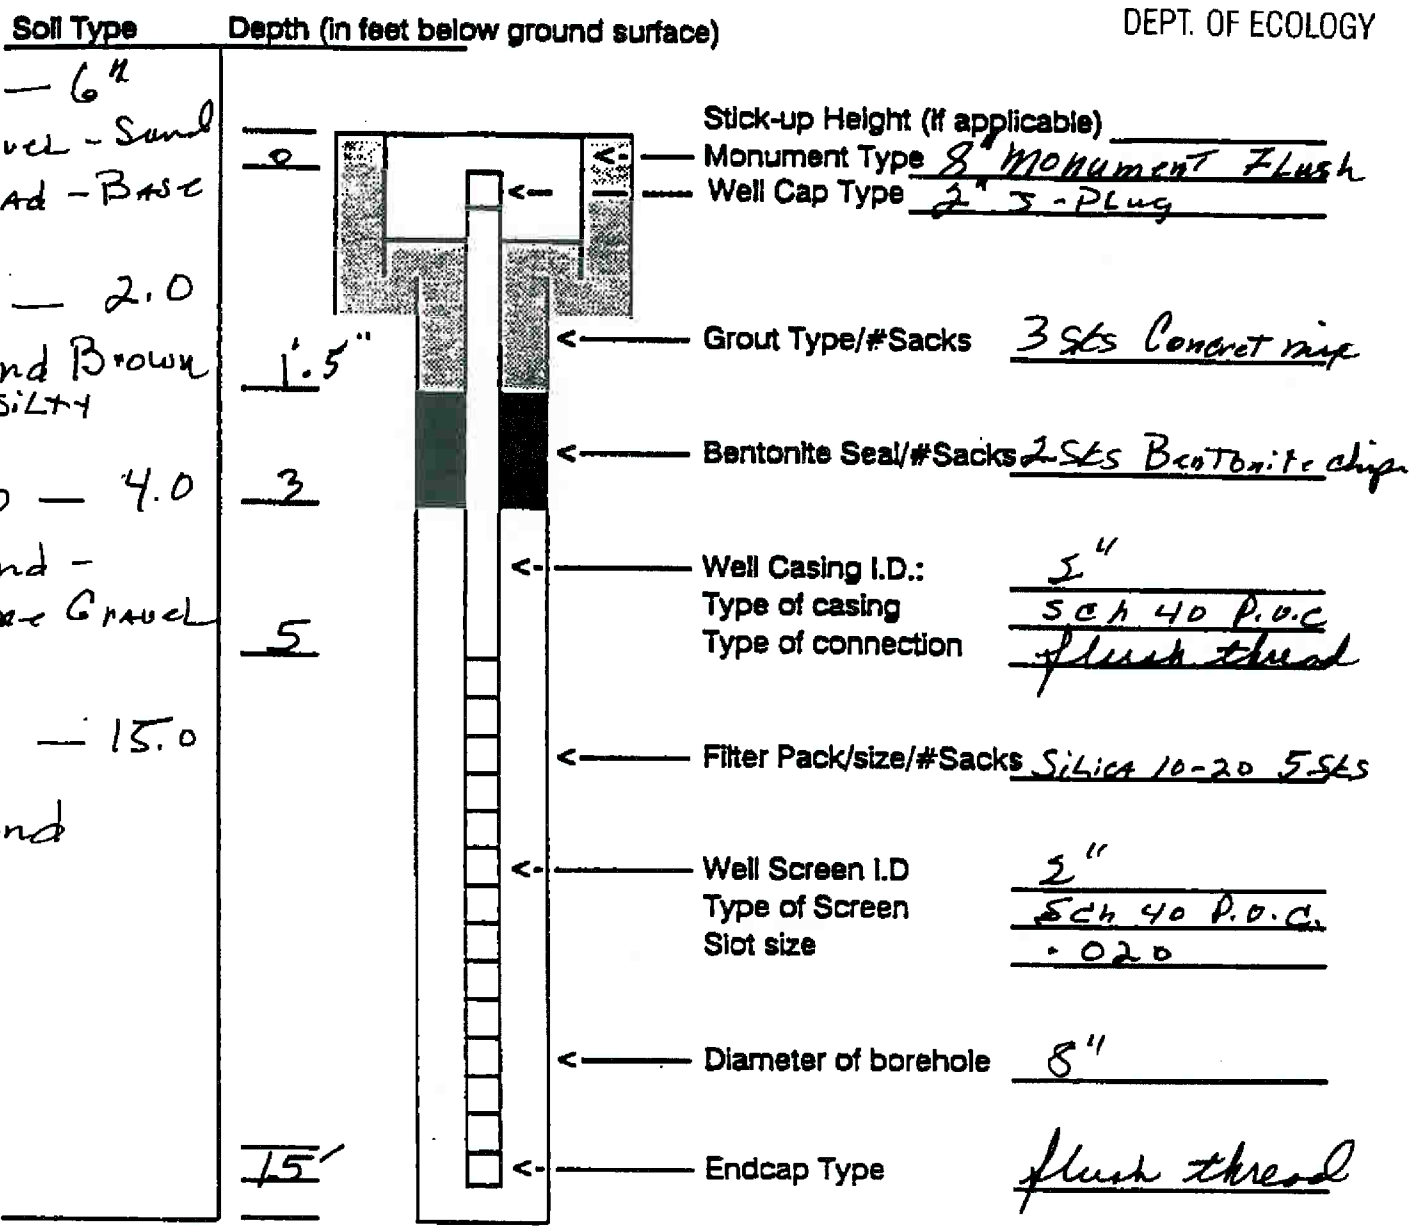 DEPT. OF ECOLOGY
Soil Type Depth (in feet below ground surface)
— 6"
vel - Sand
Ad - BASE
— 2.0
nd Brown
SiLTY
— 4.0
nd -
GRAVEL
— 15.0
nd
0
1'.5"
3
5
15'
Stick-up Height (if applicable)
Monument Type 8" Monument FLush
Well Cap Type 2" J-PLug
Grout Type/#Sacks 3 Sks Concret mix
Bentonite Seal/#Sacks 2 Sks BenTonite chips
Well Casing I.D.: 2"
Type of casing sch 40 P.V.C
Type of connection flush thread
Filter Pack/size/#Sacks SiLicA 10-20 5 Sks
Well Screen I.D 2"
Type of Screen Sch 40 P.V.C.
Slot size .020
Diameter of borehole 8"
Endcap Type flush thread